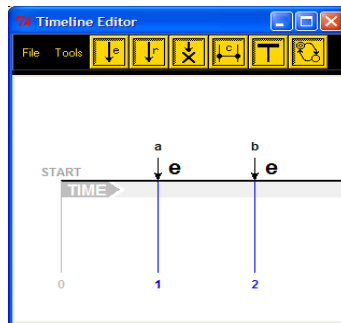 Timeline Editor
File Tools e r c T
a b
e e
START
TIME
0 1 2